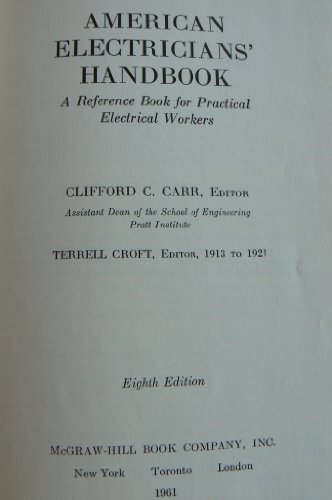 AMERICAN
ELECTRICIANS'
HANDBOOK
A Reference Book for Practical
Electrical Workers
CLIFFORD C. CARR, EDITOR
Assistant Dean of the School of Engineering
Pratt Institute
TERRELL CROFT, EDITOR, 1913 TO 1921
Eighth Edition
McGRAW-HILL BOOK COMPANY, INC.
New York Toronto London
1961